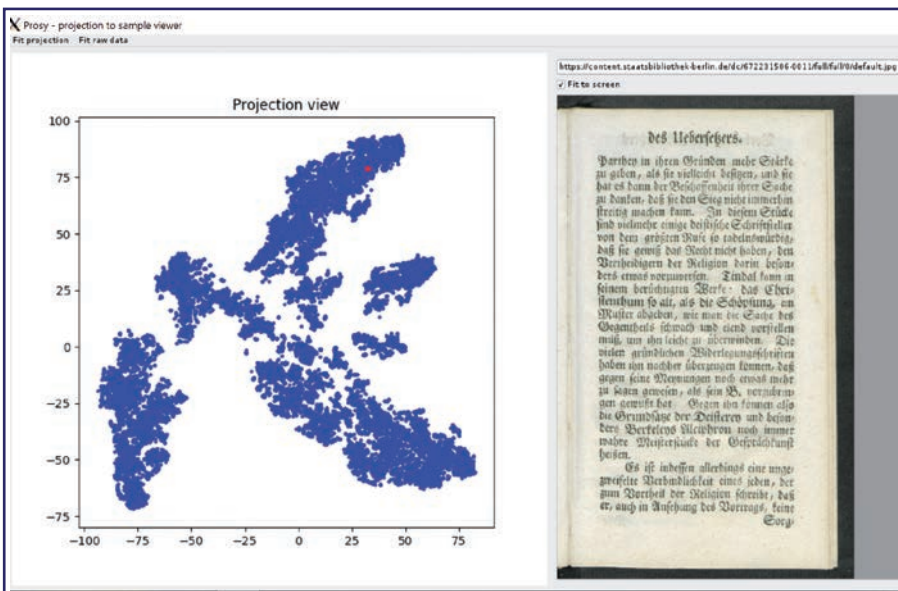 Prosy - projection to sample viewer
Fit projection Fit raw data
https://content.staatsbibliothek-berlin.de/dc/672231506-0011/full/full/0/default.jpg
Fit to screen
Projection view
100
75
50
25
0
−25
−50
−75
−100 −75 −50 −25 0 25 50 75
des Uebersetzers.
Parthey in ihren Gründen mehr Stärke
zu geben, als sie vielleicht besitzen, und sie
hat es dann der Beschaffenheit ihrer Sache
zu danken, daß sie den Sieg nicht immerhin
streitig machen kann. In diesem Stücke
sind vielmehr einige deistische Schriftsteller
von dem größten Rufe so tadelnswürdig,
daß sie gewiß das Recht nicht haben, den
Vertheidigern der Religion darin beson-
ders etwas vorzuwerfen. Tindal kann in
seinem berüchtigten Werke: das Chri-
stenthum so alt, als die Schöpfung, ein
Muster abgeben, wie man die Sache des
Gegentheils schwach und elend vorstellen
muß, um ihn leicht zu überwinden. Die
vielen gründlichen Widerlegungsschriften
haben ihn nachher überzeugen können, daß
gegen seine Meynungen noch etwas mehr
zu sagen gewesen, als sein B. vorzubrin-
gen gewußt hat. Gegen ihn können also
die Grundsätze der Deisterey und beson-
ders Berkeleys Alciphron noch immer
wahre Meisterstücke der Gesprächkunst
heißen.
Es ist indessen allerdings eine unge-
zweifelte Verbindlichkeit eines jeden, der
zum Vortheil der Religion schreibt, daß
er, auch in Ansehung des Vortrags, keine
Sorg-